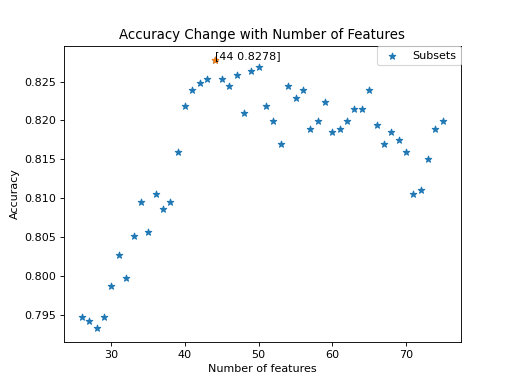 Accuracy Change with Number of Features
[44 0.8278]
Subsets
0.825
0.820
0.815
0.810
0.805
0.800
0.795
Accuracy
30 40 50 60 70
Number of features